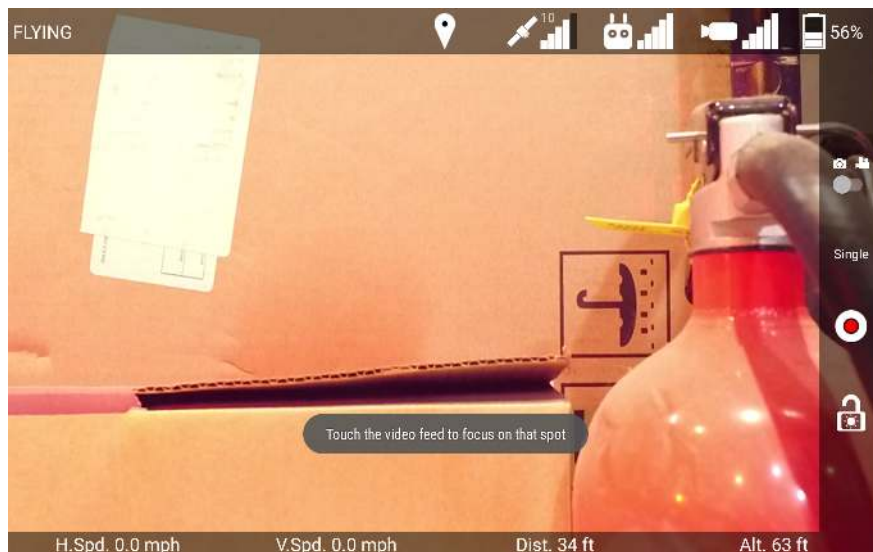 FLYING
10
56%
Single
Touch the video feed to focus on that spot
H.Spd. 0.0 mph
V.Spd. 0.0 mph
Dist. 34 ft
Alt. 63 ft